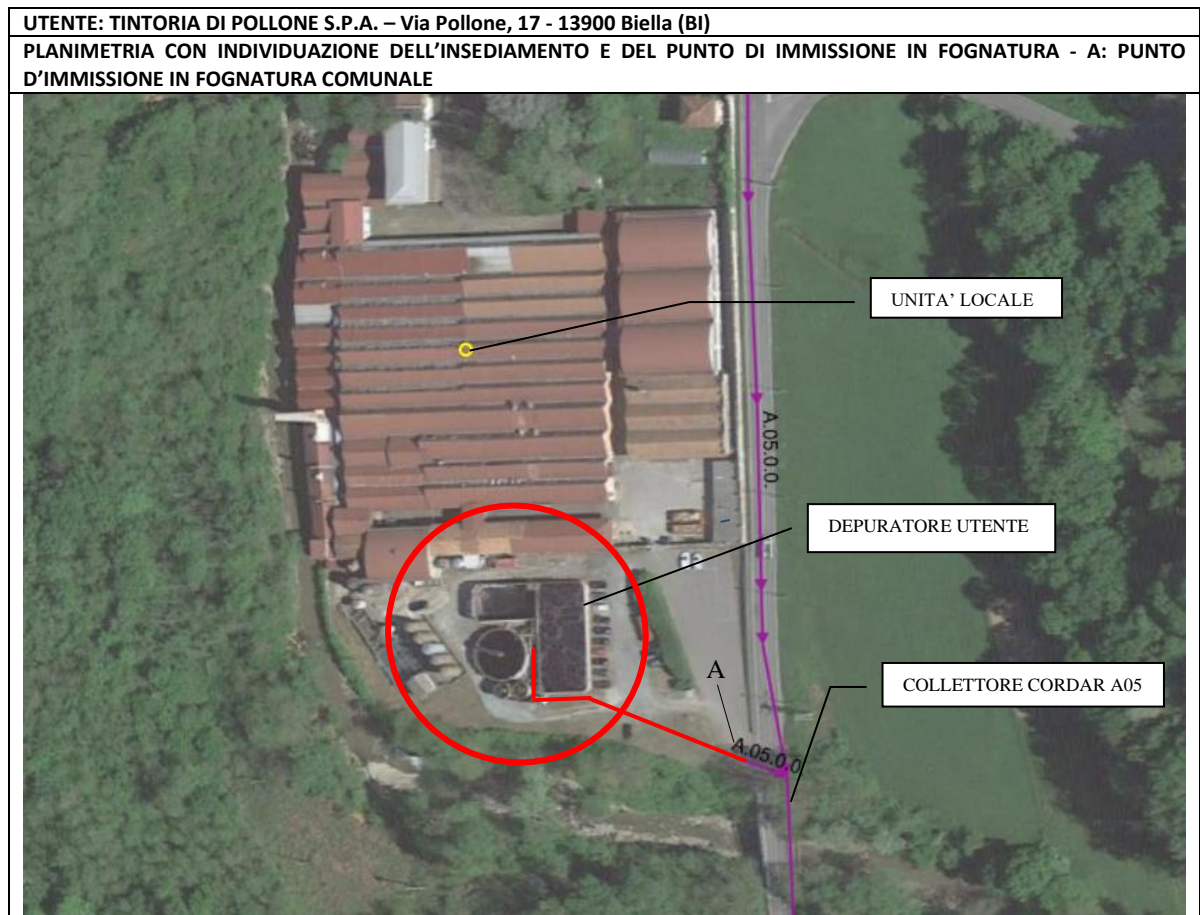 UTENTE: TINTORIA DI POLLONE S.P.A. – Via Pollone, 17 - 13900 Biella (BI)
PLANIMETRIA CON INDIVIDUAZIONE DELL’INSEDIAMENTO E DEL PUNTO DI IMMISSIONE IN FOGNATURA - A: PUNTO
D’IMMISSIONE IN FOGNATURA COMUNALE
UNITA’ LOCALE
A.05.0.0.
DEPURATORE UTENTE
A
COLLETTORE CORDAR A05
A.05.0.0